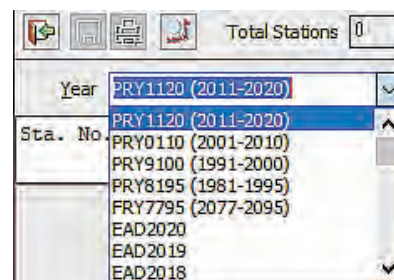 Total Stations 0
Year PRY1120 (2011-2020)
Sta. No.
PRY1120 (2011-2020)
PRY0110 (2001-2010)
PRY9100 (1991-2000)
PRY8195 (1981-1995)
FRY7795 (2077-2095)
EAD2020
EAD2019
EAD2018